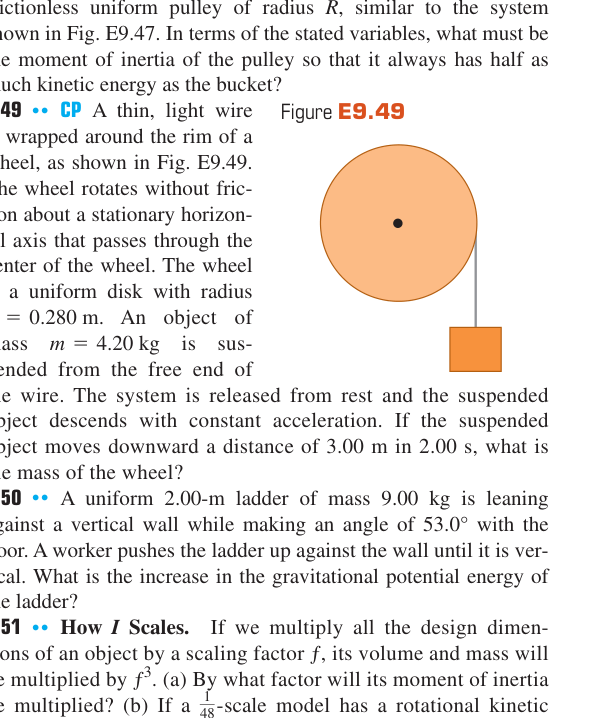 ictionless uniform pulley of radius R, similar to the system
own in Fig. E9.47. In terms of the stated variables, what must be
e moment of inertia of the pulley so that it always has half as
uch kinetic energy as the bucket?
49 •• CP A thin, light wire
wrapped around the rim of a
heel, as shown in Fig. E9.49.
he wheel rotates without fric-
on about a stationary horizon-
l axis that passes through the
enter of the wheel. The wheel
a uniform disk with radius
= 0.280 m. An object of
ass m = 4.20 kg is sus-
ended from the free end of
Figure E9.49
e wire. The system is released from rest and the suspended
bject descends with constant acceleration. If the suspended
bject moves downward a distance of 3.00 m in 2.00 s, what is
e mass of the wheel?
50 •• A uniform 2.00-m ladder of mass 9.00 kg is leaning
gainst a vertical wall while making an angle of 53.0° with the
oor. A worker pushes the ladder up against the wall until it is ver-
cal. What is the increase in the gravitational potential energy of
e ladder?
51 •• How I Scales. If we multiply all the design dimen-
ons of an object by a scaling factor f, its volume and mass will
e multiplied by f³. (a) By what factor will its moment of inertia
e multiplied? (b) If a 1/48-scale model has a rotational kinetic